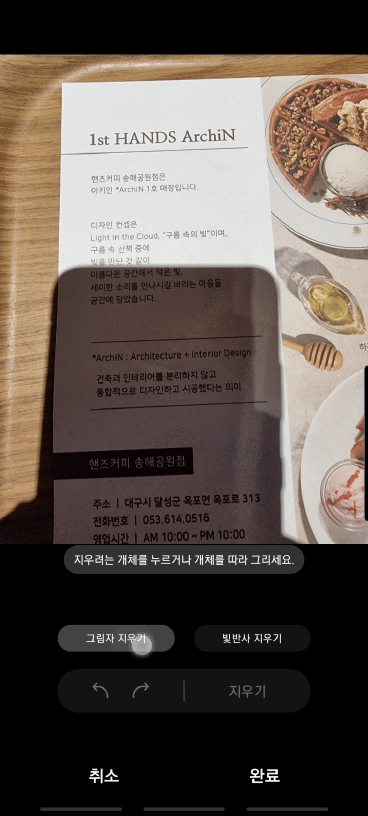 1st HANDS ArchiN
핸즈커피 송해공원점은
아키인 *ArchiN 1호 매장입니다.
디자인 컨셉은
Light in the Cloud, "구름 속의 빛"이며,
구름 속 산책 중에
빛을 만난 것 같이
아름다운 공간에서 작은 빛,
세미한 소리를 만나시길 바라는 마음을
공간에 담았습니다.
*ArchiN : Architecture + Interior Design
건축과 인테리어를 분리하지 않고
통합적으로 디자인하고 시공했다는 의미
핸즈커피 송해공원점
주소 | 대구시 달성군 옥포면 옥포로 313
전화번호 | 053.614.0516
영업시간 | AM 10:00 ~ PM 10:00
지우려는 개체를 누르거나 개체를 따라 그리세요.
그림자 지우기
빛반사 지우기
지우기
취소
완료